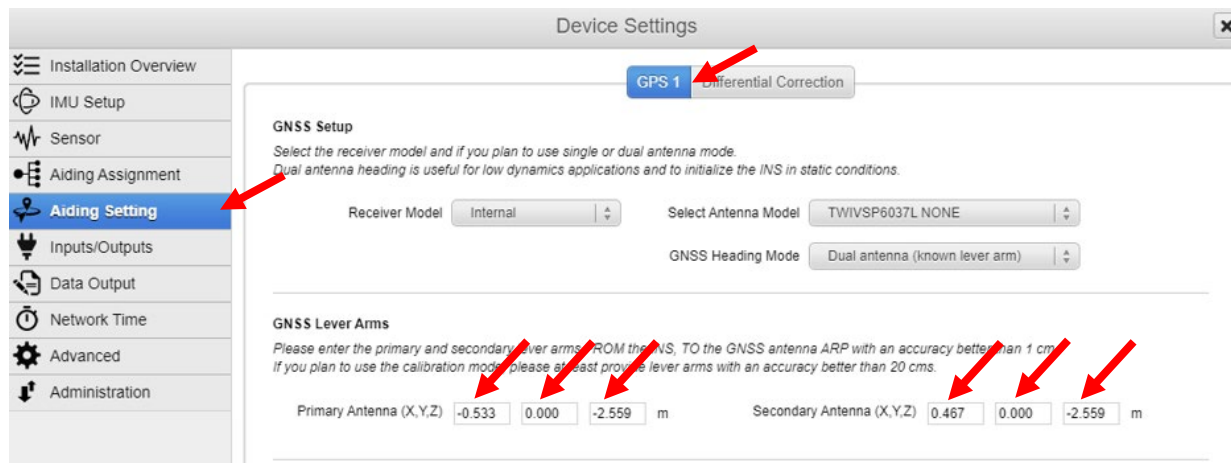 Device Settings
Installation Overview
IMU Setup
Sensor
Aiding Assignment
Aiding Setting
Inputs/Outputs
Data Output
Network Time
Advanced
Administration
GPS 1 Differential Correction
GNSS Setup
Select the receiver model and if you plan to use single or dual antenna mode.
Dual antenna heading is useful for low dynamics applications and to initialize the INS in static conditions.
Receiver Model Internal Select Antenna Model TWIVSP6037L NONE
GNSS Heading Mode Dual antenna (known lever arm)
GNSS Lever Arms
Please enter the primary and secondary lever arms FROM the INS, TO the GNSS antenna ARP with an accuracy better than 1 cm
If you plan to use the calibration mode please at least provide lever arms with an accuracy better than 20 cms.
Primary Antenna (X,Y,Z) -0.533 0.000 -2.559 m Secondary Antenna (X,Y,Z) 0.467 0.000 -2.559 m